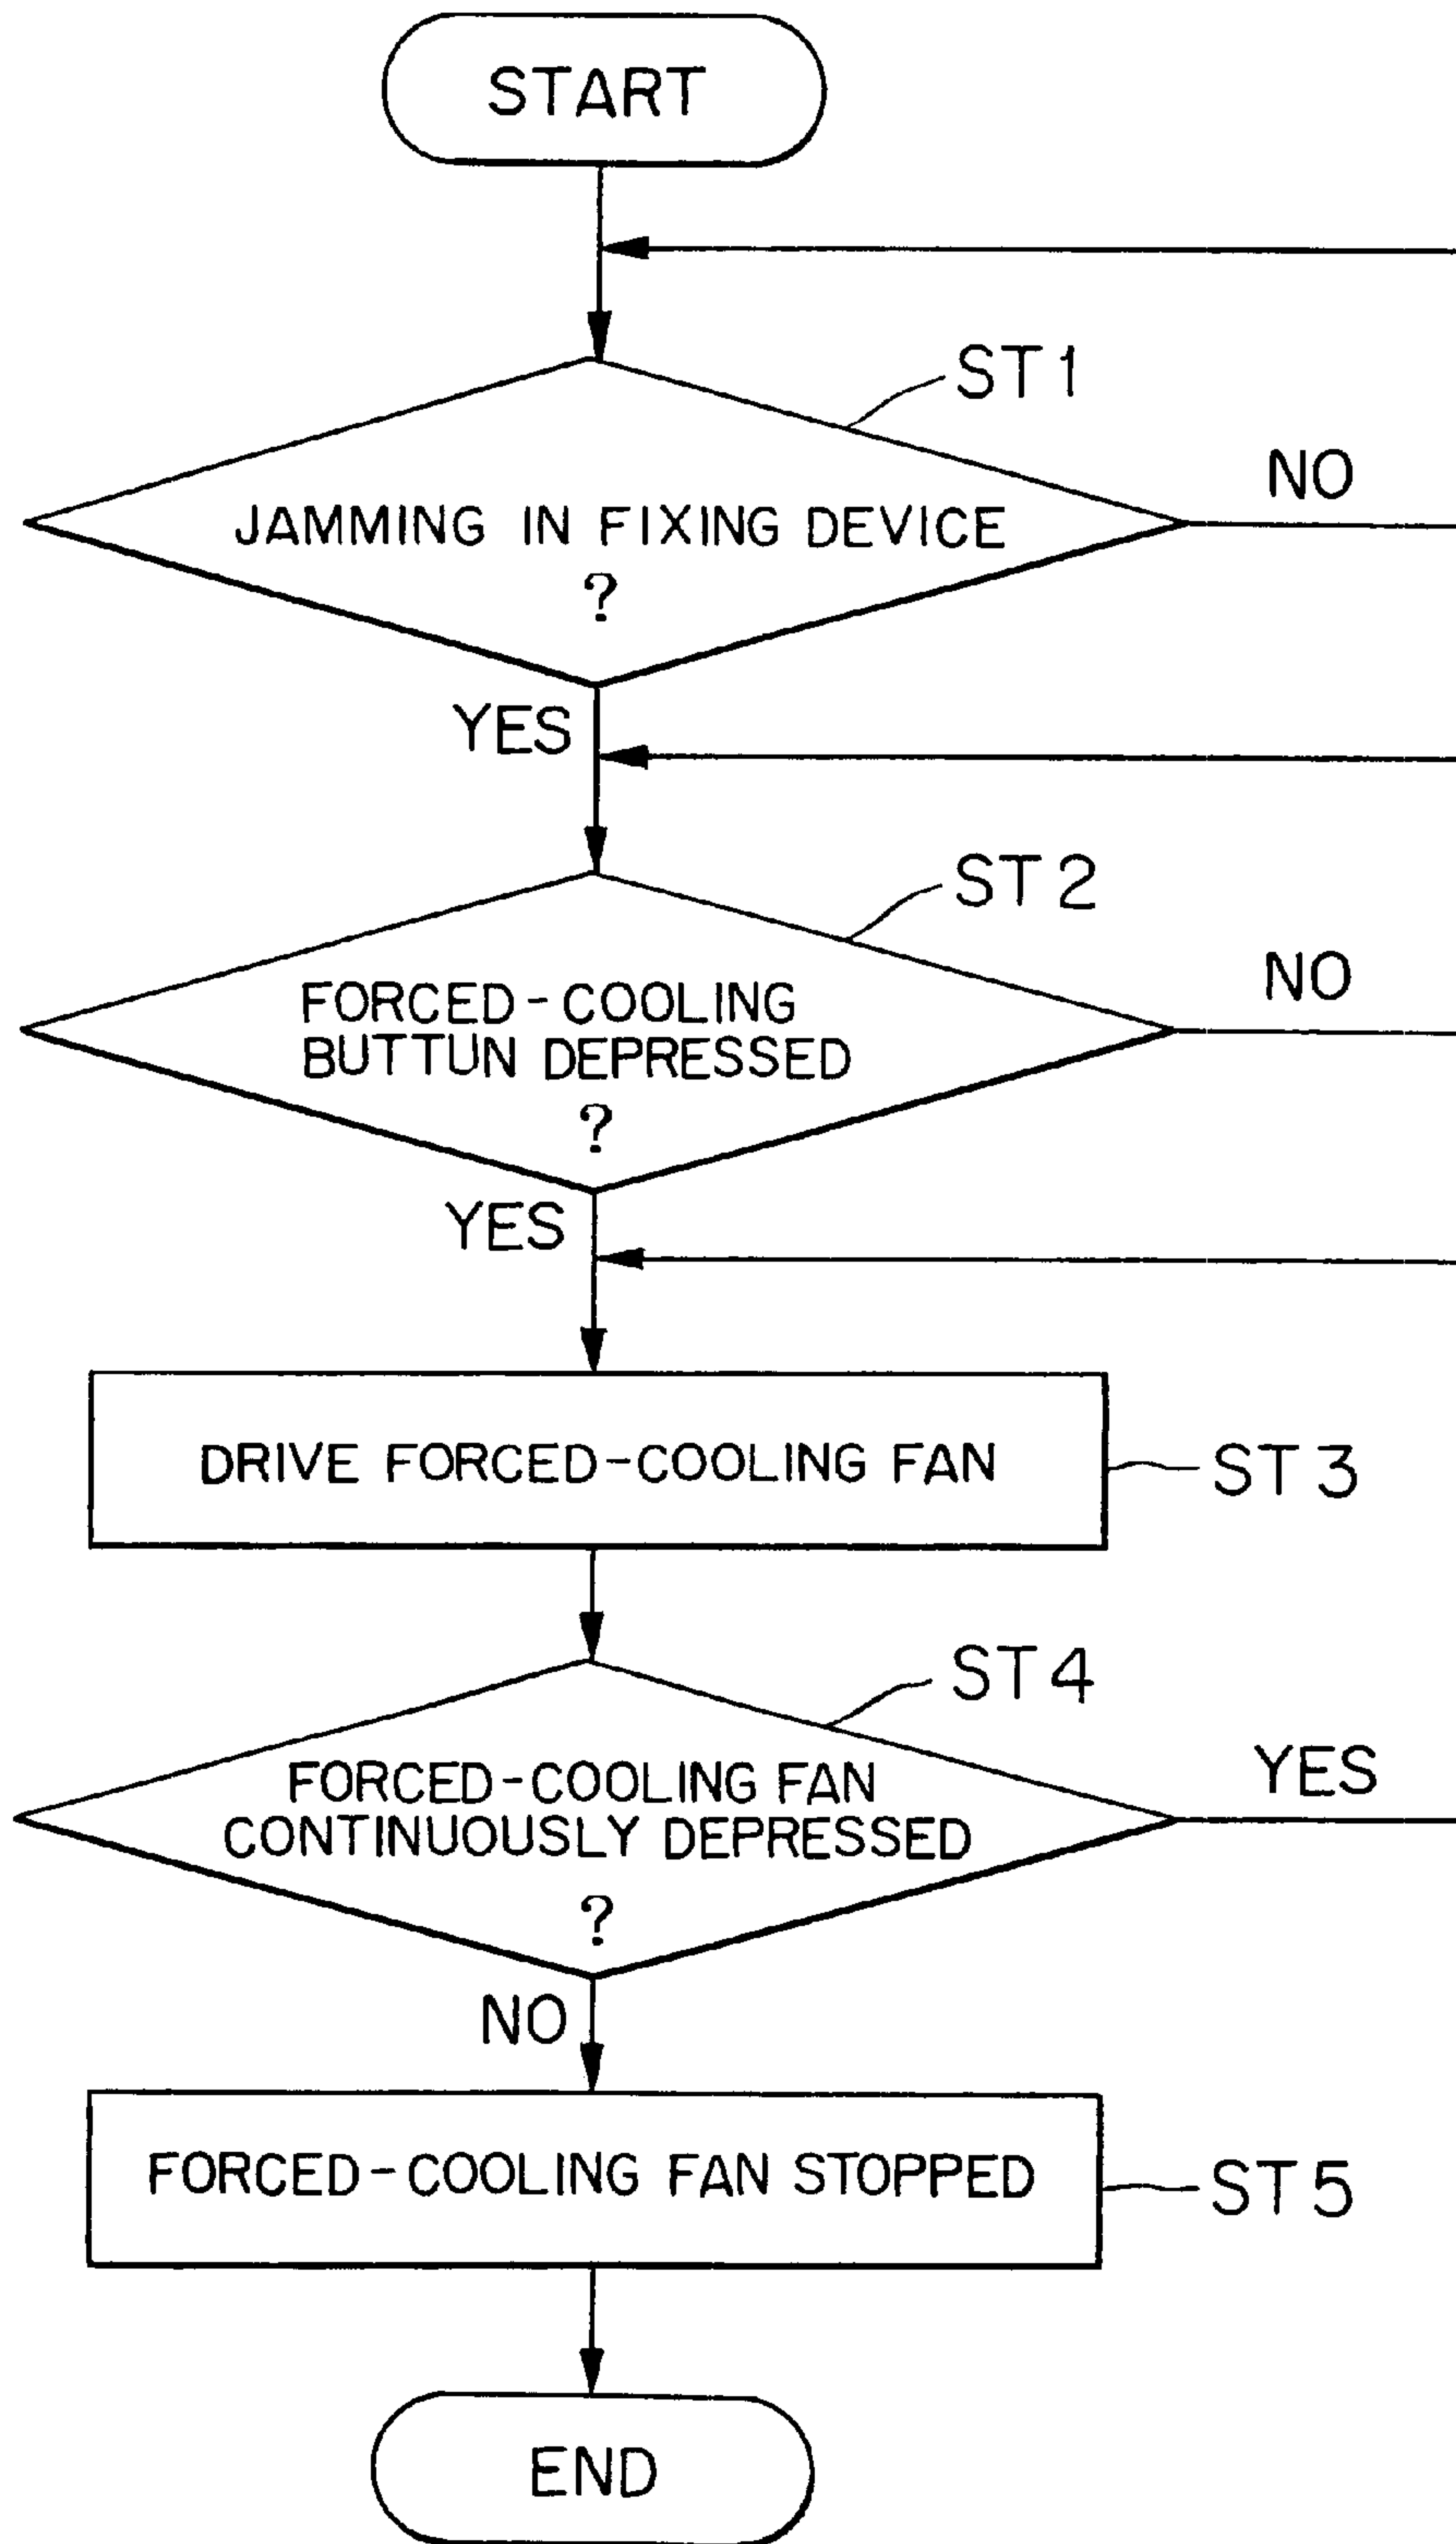 START
ST1
NO
JAMMING IN FIXING DEVICE
?
YES
ST2
NO
FORCED-COOLING
BUTTUN DEPRESSED
?
YES
DRIVE FORCED-COOLING FAN
ST3
ST4
YES
FORCED-COOLING FAN
CONTINUOUSLY DEPRESSED
?
NO
FORCED-COOLING FAN STOPPED
ST5
END